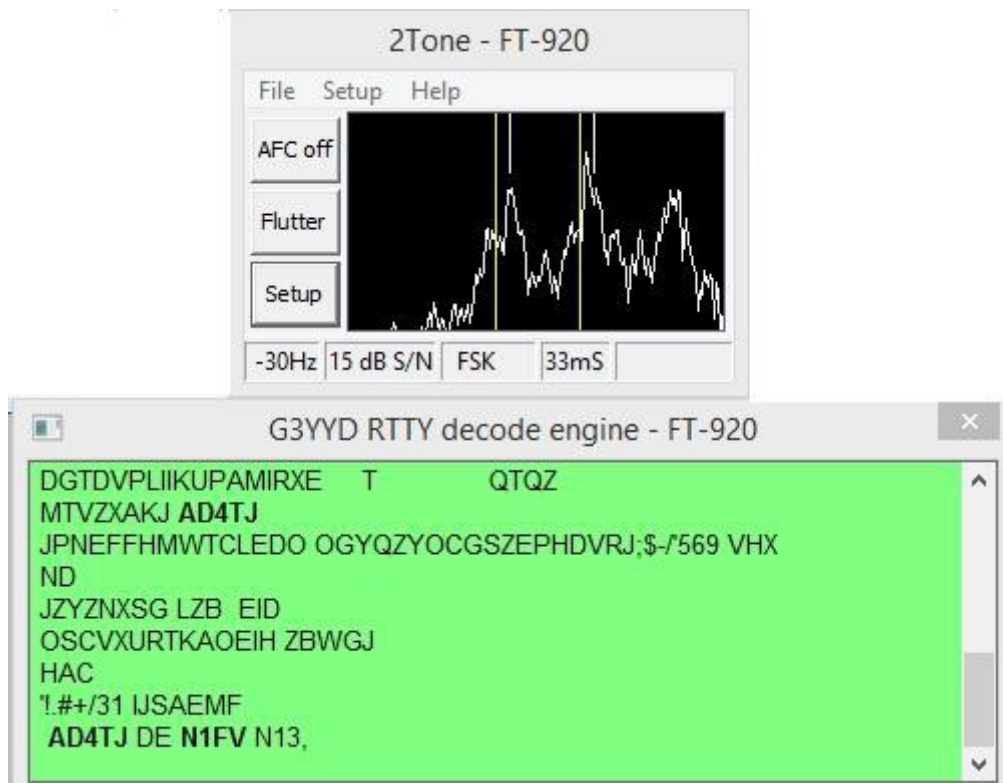 2Tone - FT-920
File Setup Help
AFC off
Flutter
Setup
-30Hz 15 dB S/N FSK 33mS
G3YYD RTTY decode engine - FT-920
DGTDVPLIIKUPAMIRXE T QTQZ
MTVZXAKJ AD4TJ
JPNEFFHMWTCLEDO OGYQZYOCGSZEPHDVRJ;$-/'569 VHX
ND
JZYZNXSG LZB EID
OSCVXURTKAOEIH ZBWGJ
HAC
'!.#+/31 IJSAEMF
AD4TJ DE N1FV N13,